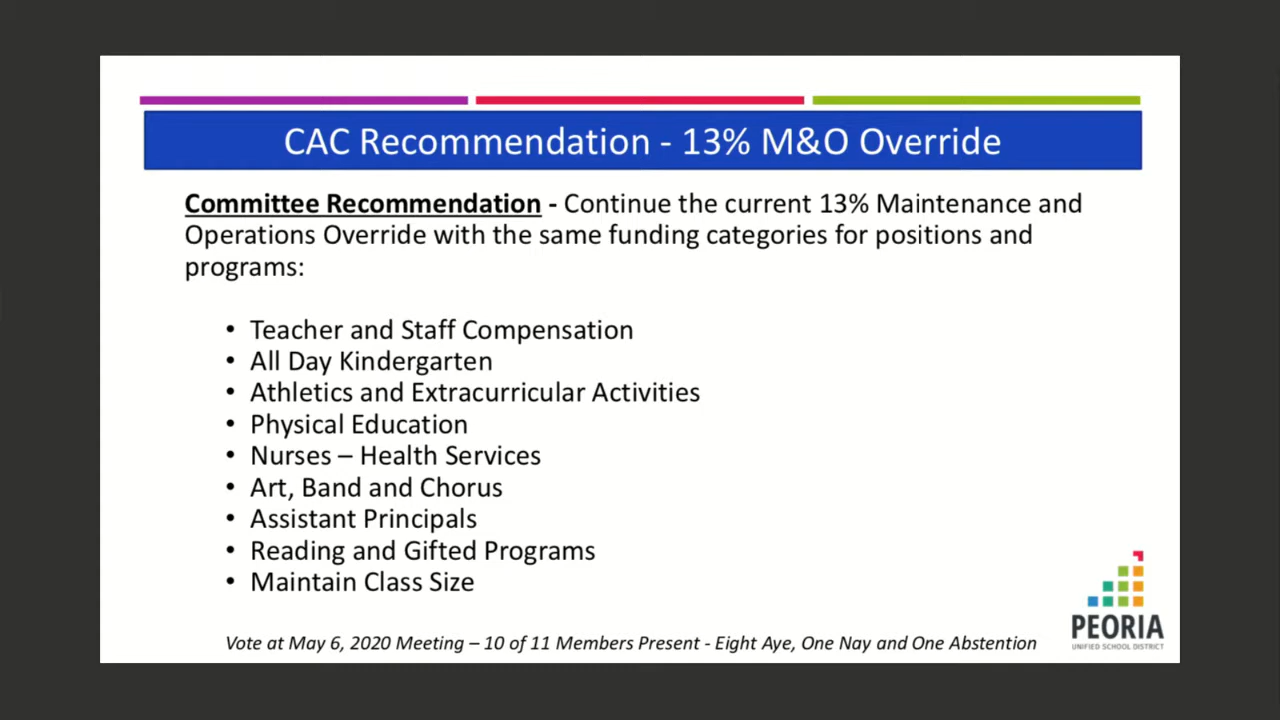 CAC Recommendation - 13% M&O Override
Committee Recommendation - Continue the current 13% Maintenance and
Operations Override with the same funding categories for positions and
programs:
• Teacher and Staff Compensation
• All Day Kindergarten
• Athletics and Extracurricular Activities
• Physical Education
• Nurses – Health Services
• Art, Band and Chorus
• Assistant Principals
• Reading and Gifted Programs
• Maintain Class Size
Vote at May 6, 2020 Meeting – 10 of 11 Members Present - Eight Aye, One Nay and One Abstention
PEORIA
UNIFIED SCHOOL DISTRICT